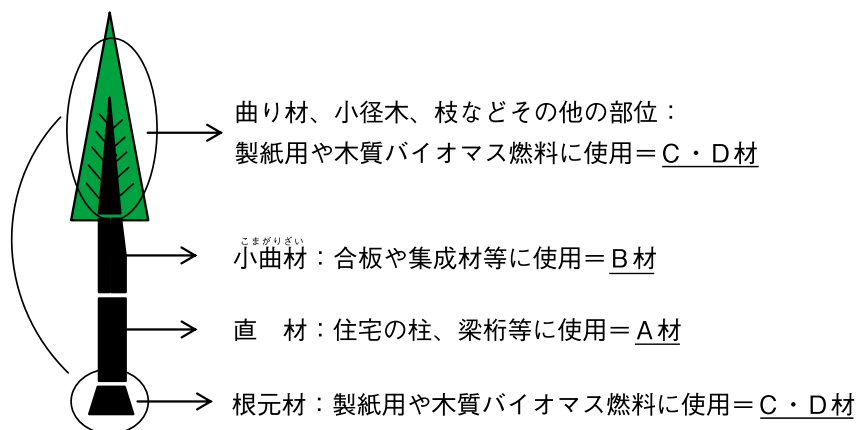 曲り材、小径木、枝などその他の部位：
製紙用や木質バイオマス燃料に使用＝Ｃ・Ｄ材
こまがりざい
小曲材：合板や集成材等に使用＝Ｂ材
直　材：住宅の柱、梁桁等に使用＝Ａ材
根元材：製紙用や木質バイオマス燃料に使用＝Ｃ・Ｄ材